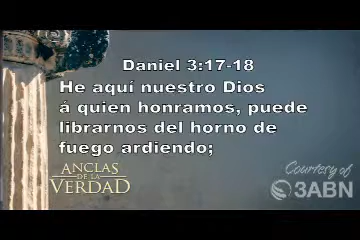 Daniel 3:17-18
He aquí nuestro Dios
á quien honramos, puede
librarnos del horno de
fuego ardiendo;
ANCLAS
DE LA
VERDAD
Courtesy of
3ABN